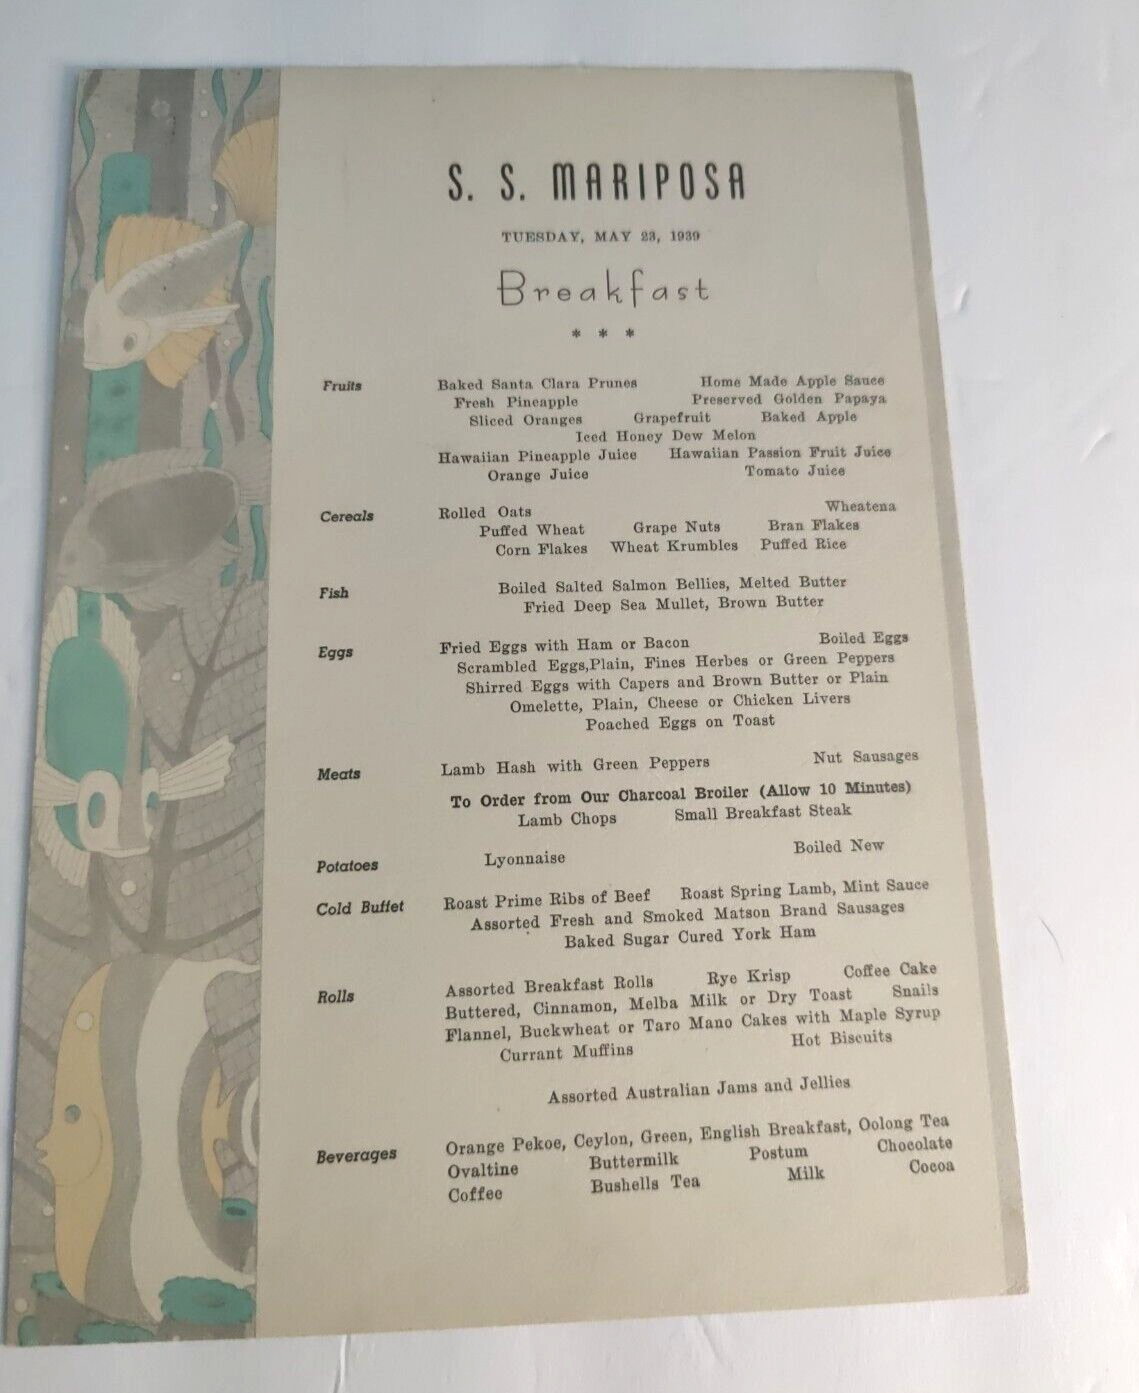 S. S. MARIPOSA
TUESDAY, MAY 23, 1939
Breakfast
* * *
Fruits Baked Santa Clara Prunes Home Made Apple Sauce
Fresh Pineapple Preserved Golden Papaya
Sliced Oranges Grapefruit Baked Apple
Iced Honey Dew Melon
Hawaiian Pineapple Juice Hawaiian Passion Fruit Juice
Orange Juice Tomato Juice
Cereals Rolled Oats Wheatena
Puffed Wheat Grape Nuts Bran Flakes
Corn Flakes Wheat Krumbles Puffed Rice
Fish Boiled Salted Salmon Bellies, Melted Butter
Fried Deep Sea Mullet, Brown Butter
Eggs Fried Eggs with Ham or Bacon Boiled Eggs
Scrambled Eggs,Plain, Fines Herbes or Green Peppers
Shirred Eggs with Capers and Brown Butter or Plain
Omelette, Plain, Cheese or Chicken Livers
Poached Eggs on Toast
Meats Lamb Hash with Green Peppers Nut Sausages
To Order from Our Charcoal Broiler (Allow 10 Minutes)
Lamb Chops Small Breakfast Steak
Potatoes Lyonnaise Boiled New
Cold Buffet Roast Prime Ribs of Beef Roast Spring Lamb, Mint Sauce
Assorted Fresh and Smoked Matson Brand Sausages
Baked Sugar Cured York Ham
Rolls Assorted Breakfast Rolls Rye Krisp Coffee Cake
Buttered, Cinnamon, Melba Milk or Dry Toast Snails
Flannel, Buckwheat or Taro Mano Cakes with Maple Syrup
Currant Muffins Hot Biscuits
Assorted Australian Jams and Jellies
Beverages Orange Pekoe, Ceylon, Green, English Breakfast, Oolong Tea
Ovaltine Buttermilk Postum Chocolate
Coffee Bushells Tea Milk Cocoa